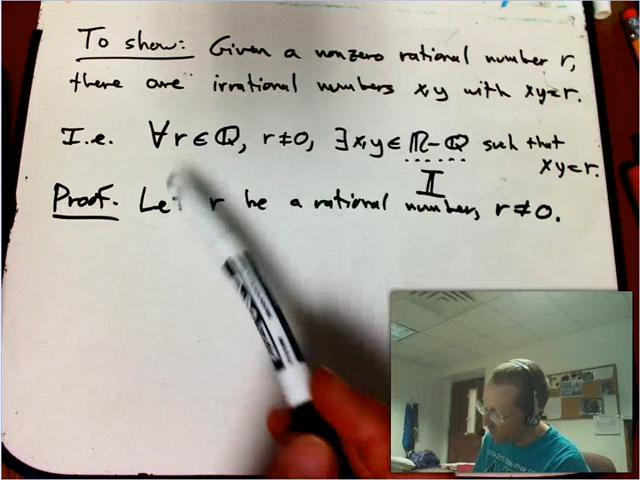 To show: Given a nonzero rational number r,
there are irrational numbers x,y with xy=r.
I.e. ∀r∈ℚ, r≠0, ∃x,y∈ℝ-ℚ such that
xy=r.
𝕀
Proof. Let r be a rational number, r≠0.